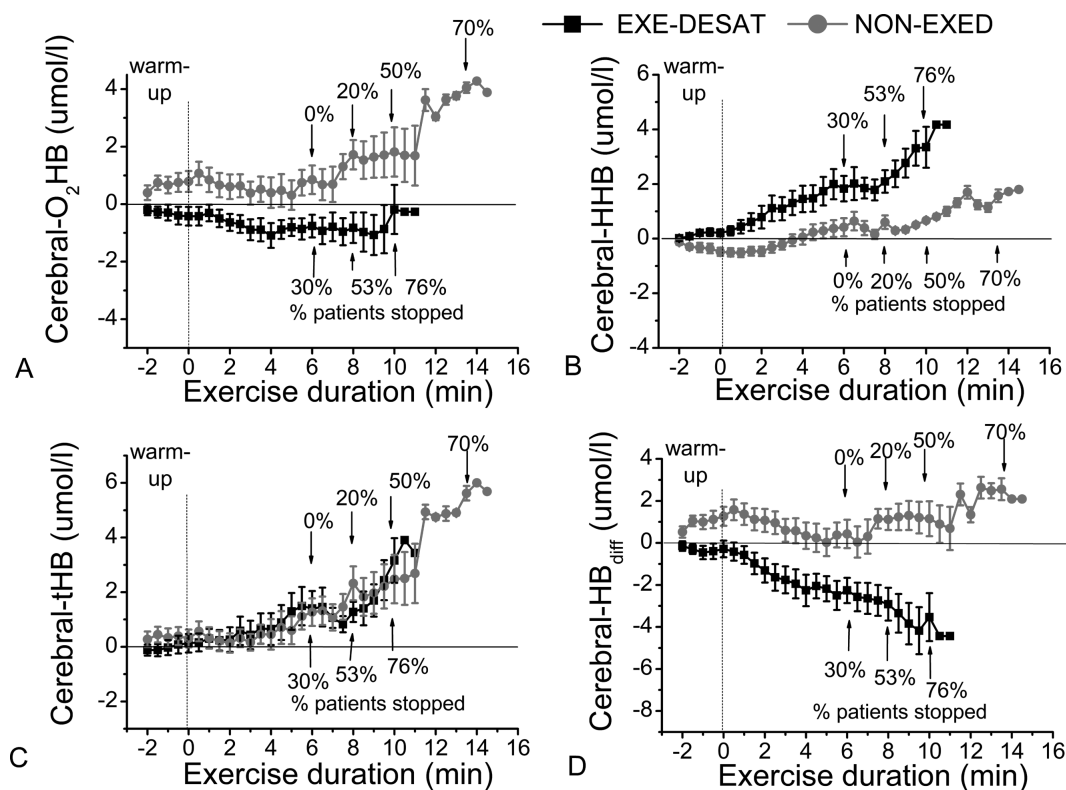 EXE-DESAT NON-EXED
Cerebral-O2HB (umol/l)
warm-
up
0%
20%
50%
70%
4
2
0
-2
-4
30%
53%
76%
% patients stopped
-2 0 2 4 6 8 10 12 14 16
Exercise duration (min)
A
Cerebral-HHB (umol/l)
warm-
up
30%
53%
76%
6
4
2
0
-2
-4
0%
20%
50%
70%
% patients stopped
-2 0 2 4 6 8 10 12 14 16
Exercise duration (min)
B
Cerebral-tHB (umol/l)
warm-
up
0%
20%
50%
70%
6
4
2
0
-2
30%
53%
76%
% patients stopped
-2 0 2 4 6 8 10 12 14 16
Exercise duration (min)
C
Cerebral-HBdiff (umol/l)
warm-
up
0%
20%
50%
70%
4
2
0
-2
-4
-6
-8
30%
53%
76%
% patients stopped
-2 0 2 4 6 8 10 12 14 16
Exercise duration (min)
D